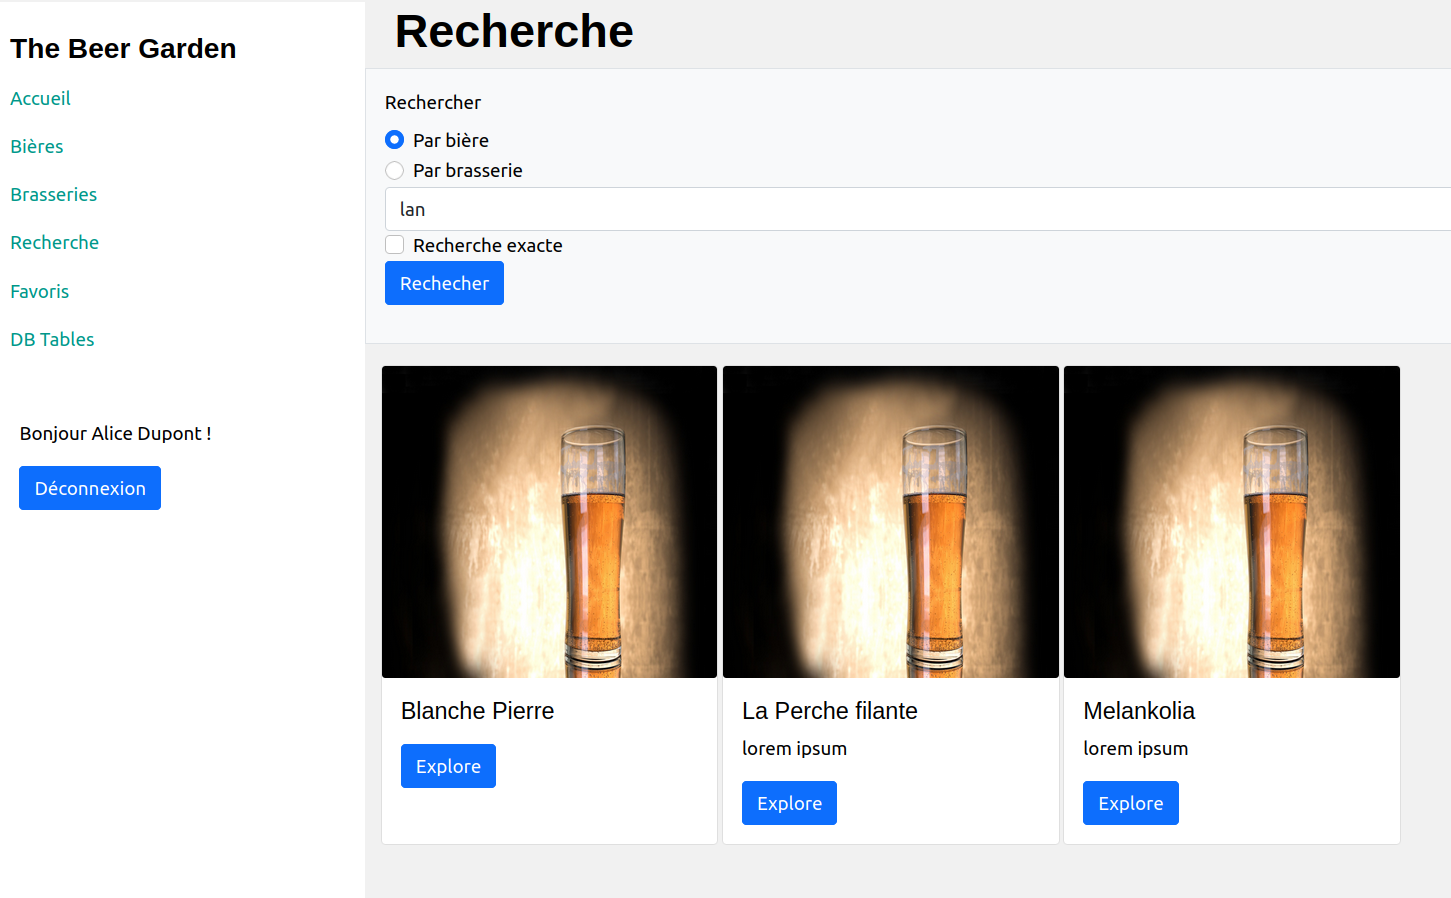 The Beer Garden
Accueil
Bières
Brasseries
Recherche
Favoris
DB Tables
Bonjour Alice Dupont !
Déconnexion
Recherche
Rechercher
Par bière
Par brasserie
lan
Recherche exacte
Rechecher
Blanche Pierre
Explore
La Perche filante
lorem ipsum
Explore
Melankolia
lorem ipsum
Explore